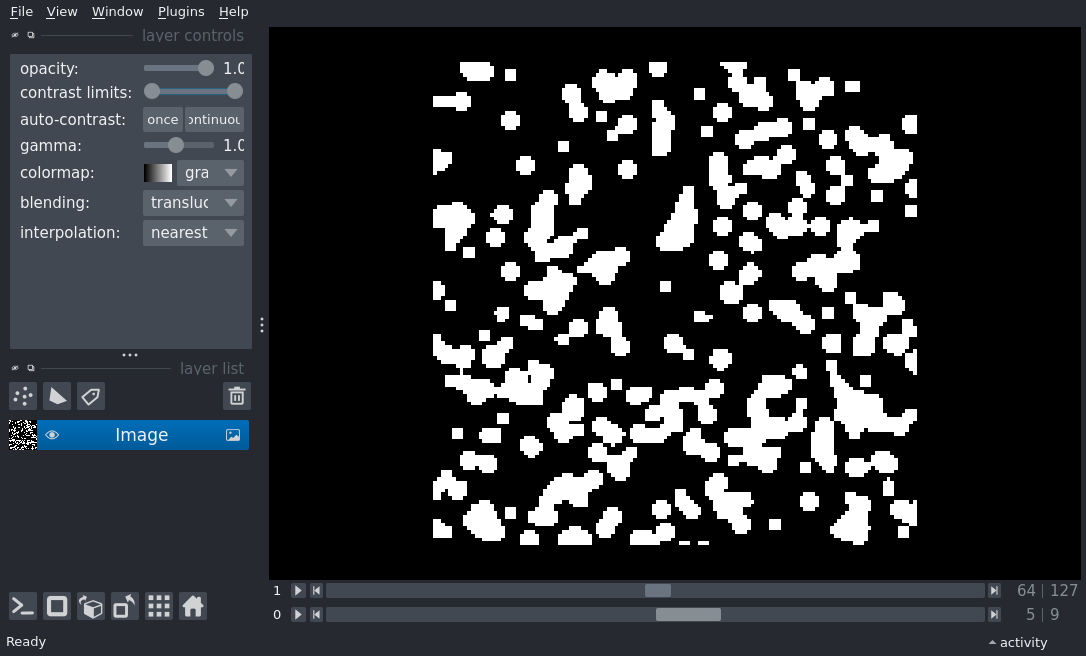 File View Window Plugins Help
layer controls
opacity: 1.0
contrast limits:
auto-contrast: once ontinuou
gamma: 1.0
colormap: gra
blending: transluc
interpolation: nearest
layer list
Image
1 64 127
0 5 9
Ready activity